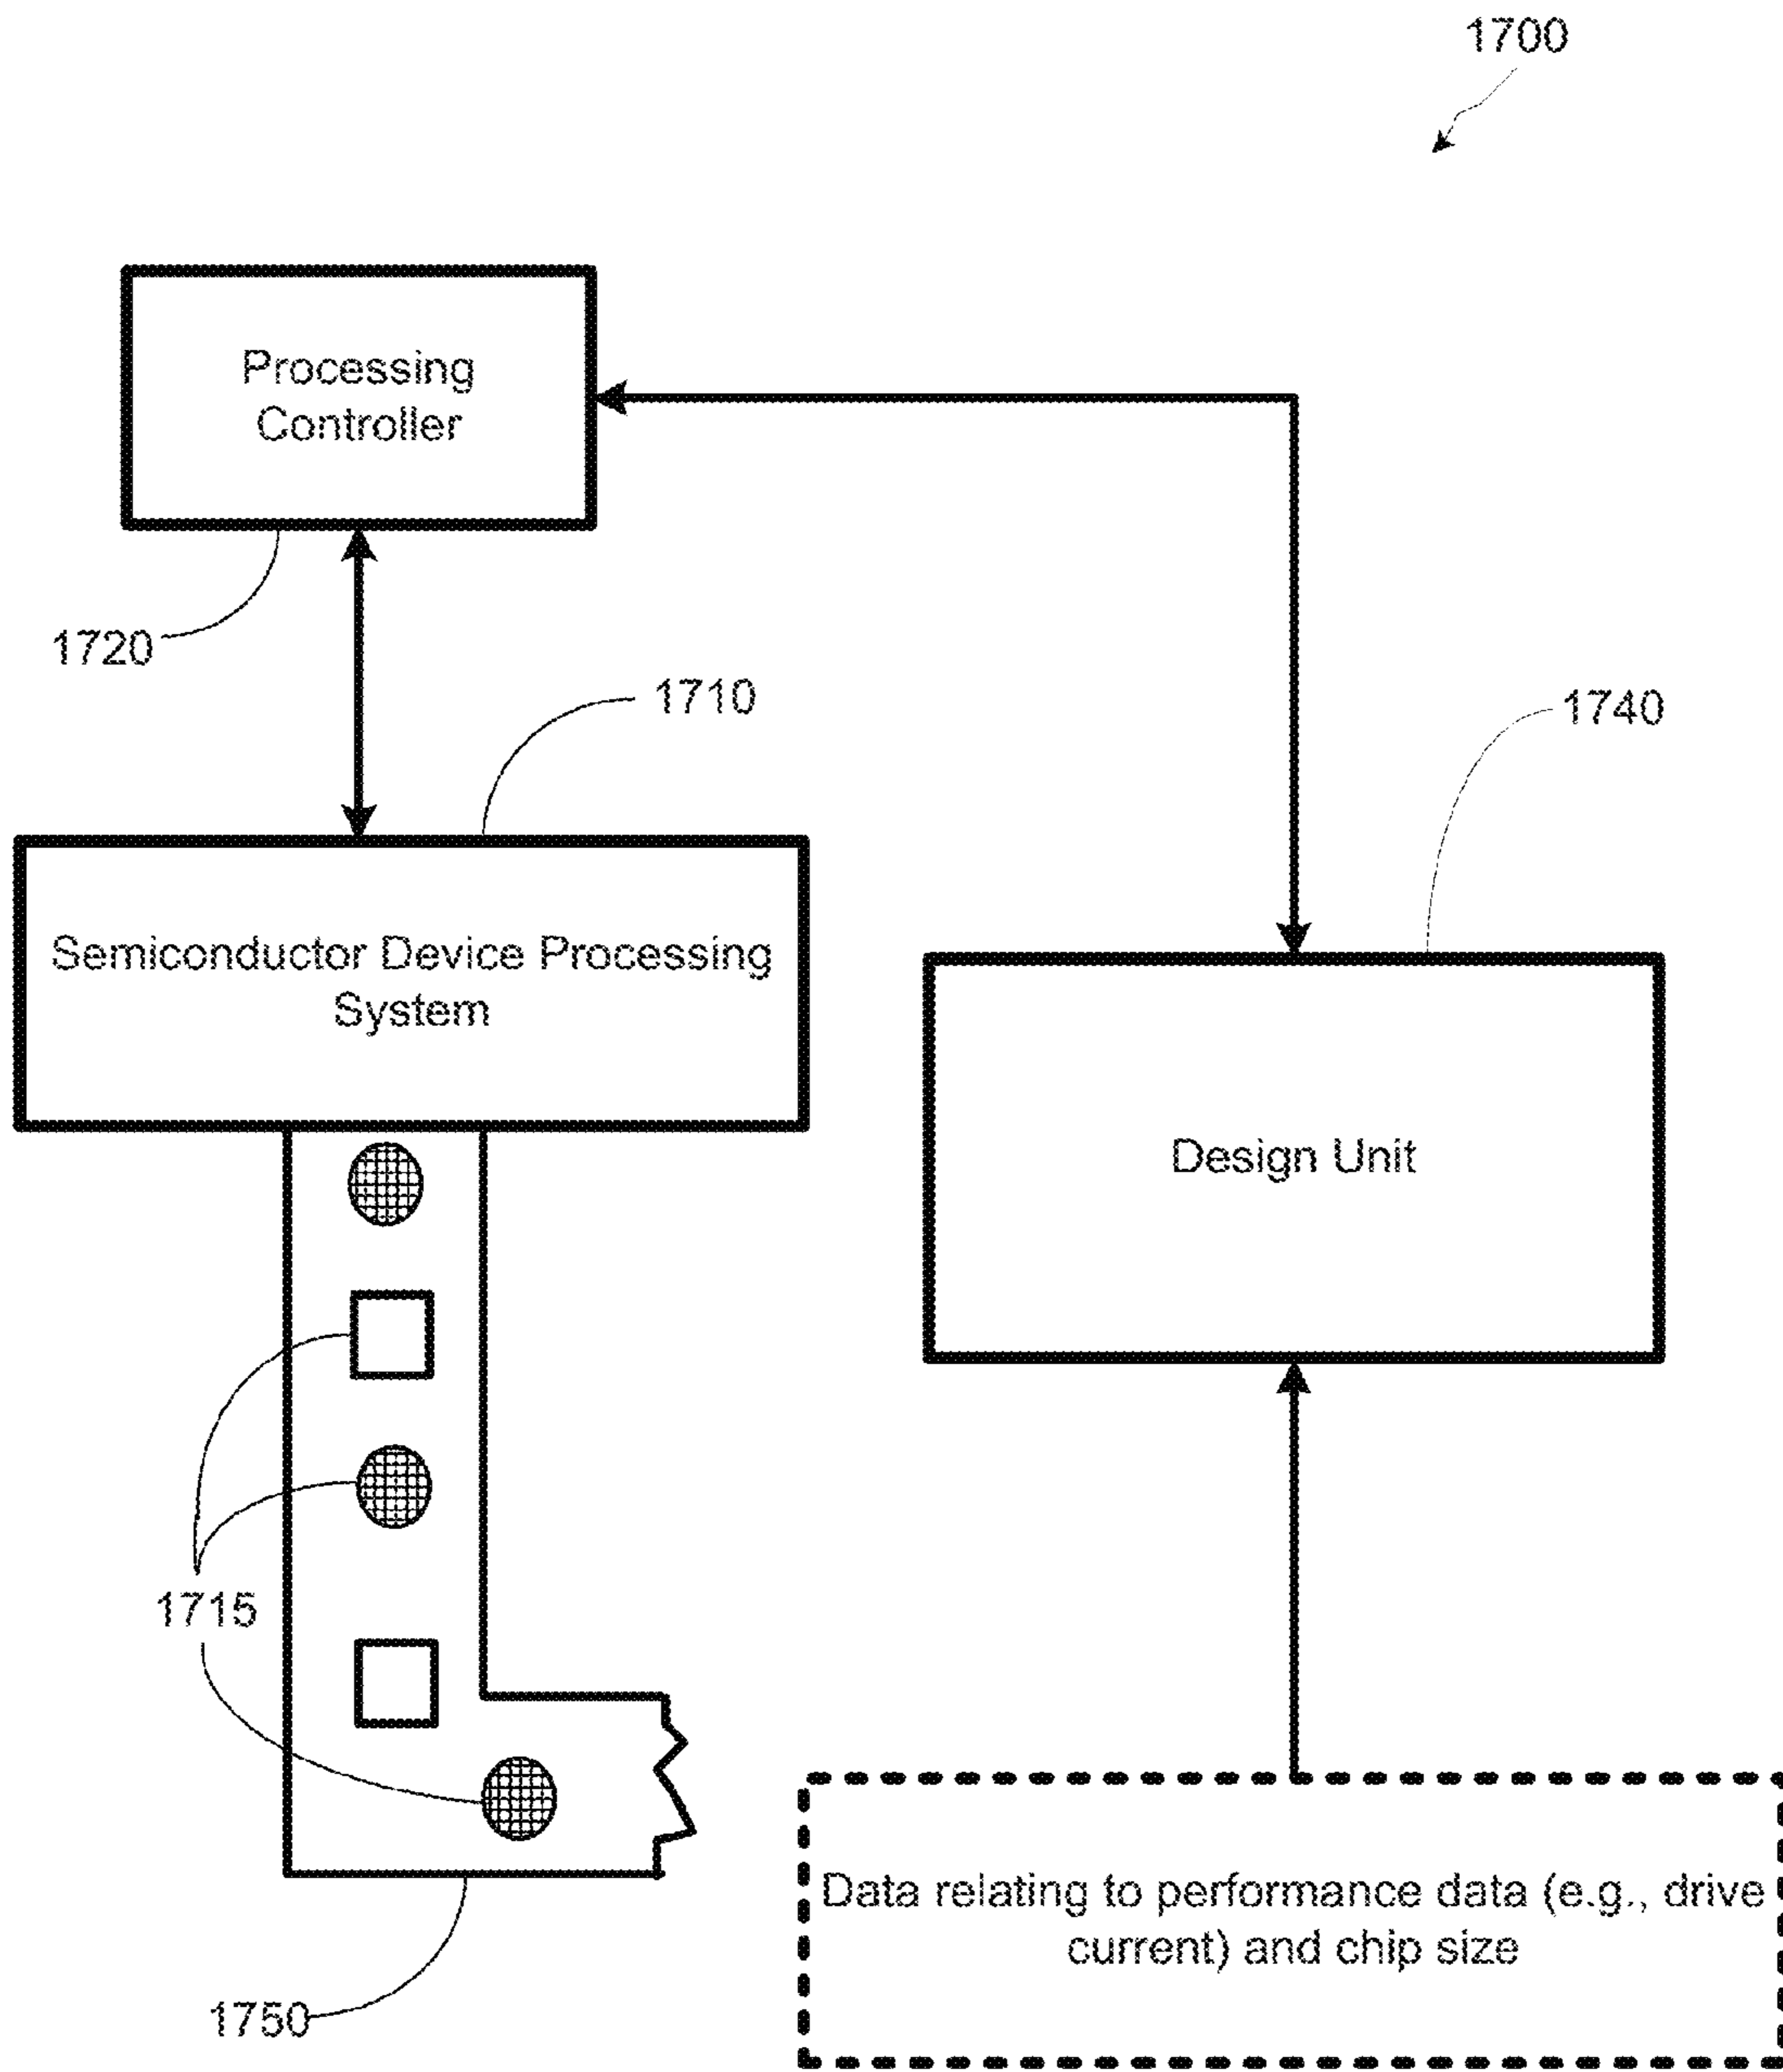 1700
Processing
Controller
1720
1710
1740
Semiconductor Device Processing
System
Design Unit
1715
Data relating to performance data (e.g., drive
current) and chip size
1750